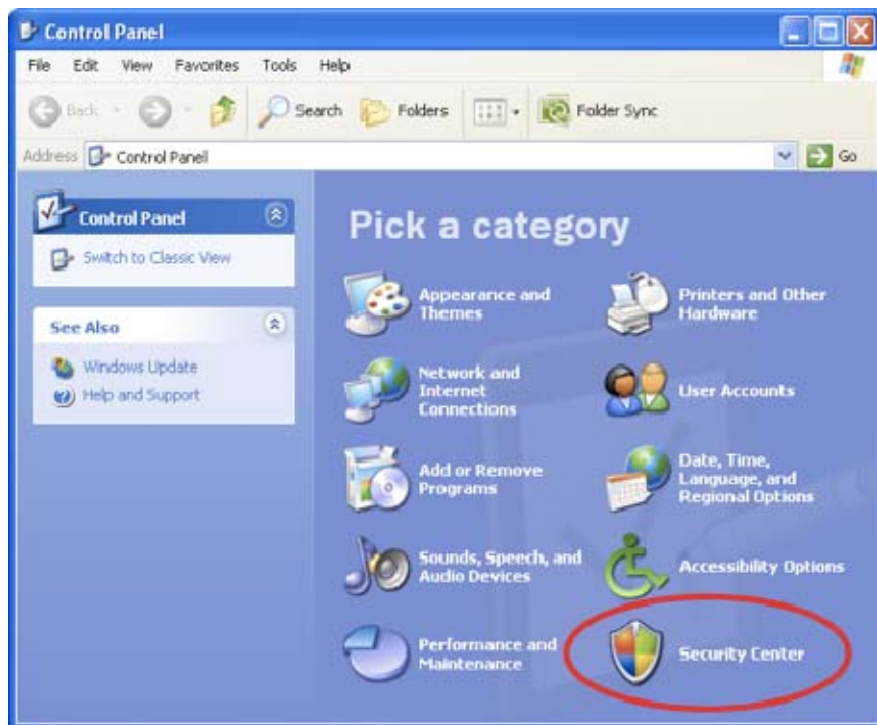 Control Panel
File Edit View Favorites Tools Help
Back Search Folders Folder Sync
Address Control Panel Go
Control Panel
Switch to Classic View
See Also
Windows Update
Help and Support
Pick a category
Appearance and
Themes
Printers and Other
Hardware
Network and
Internet
Connections
User Accounts
Add or Remove
Programs
Date, Time,
Language, and
Regional Options
Sounds, Speech, and
Audio Devices
Accessibility Options
Performance and
Maintenance
Security Center